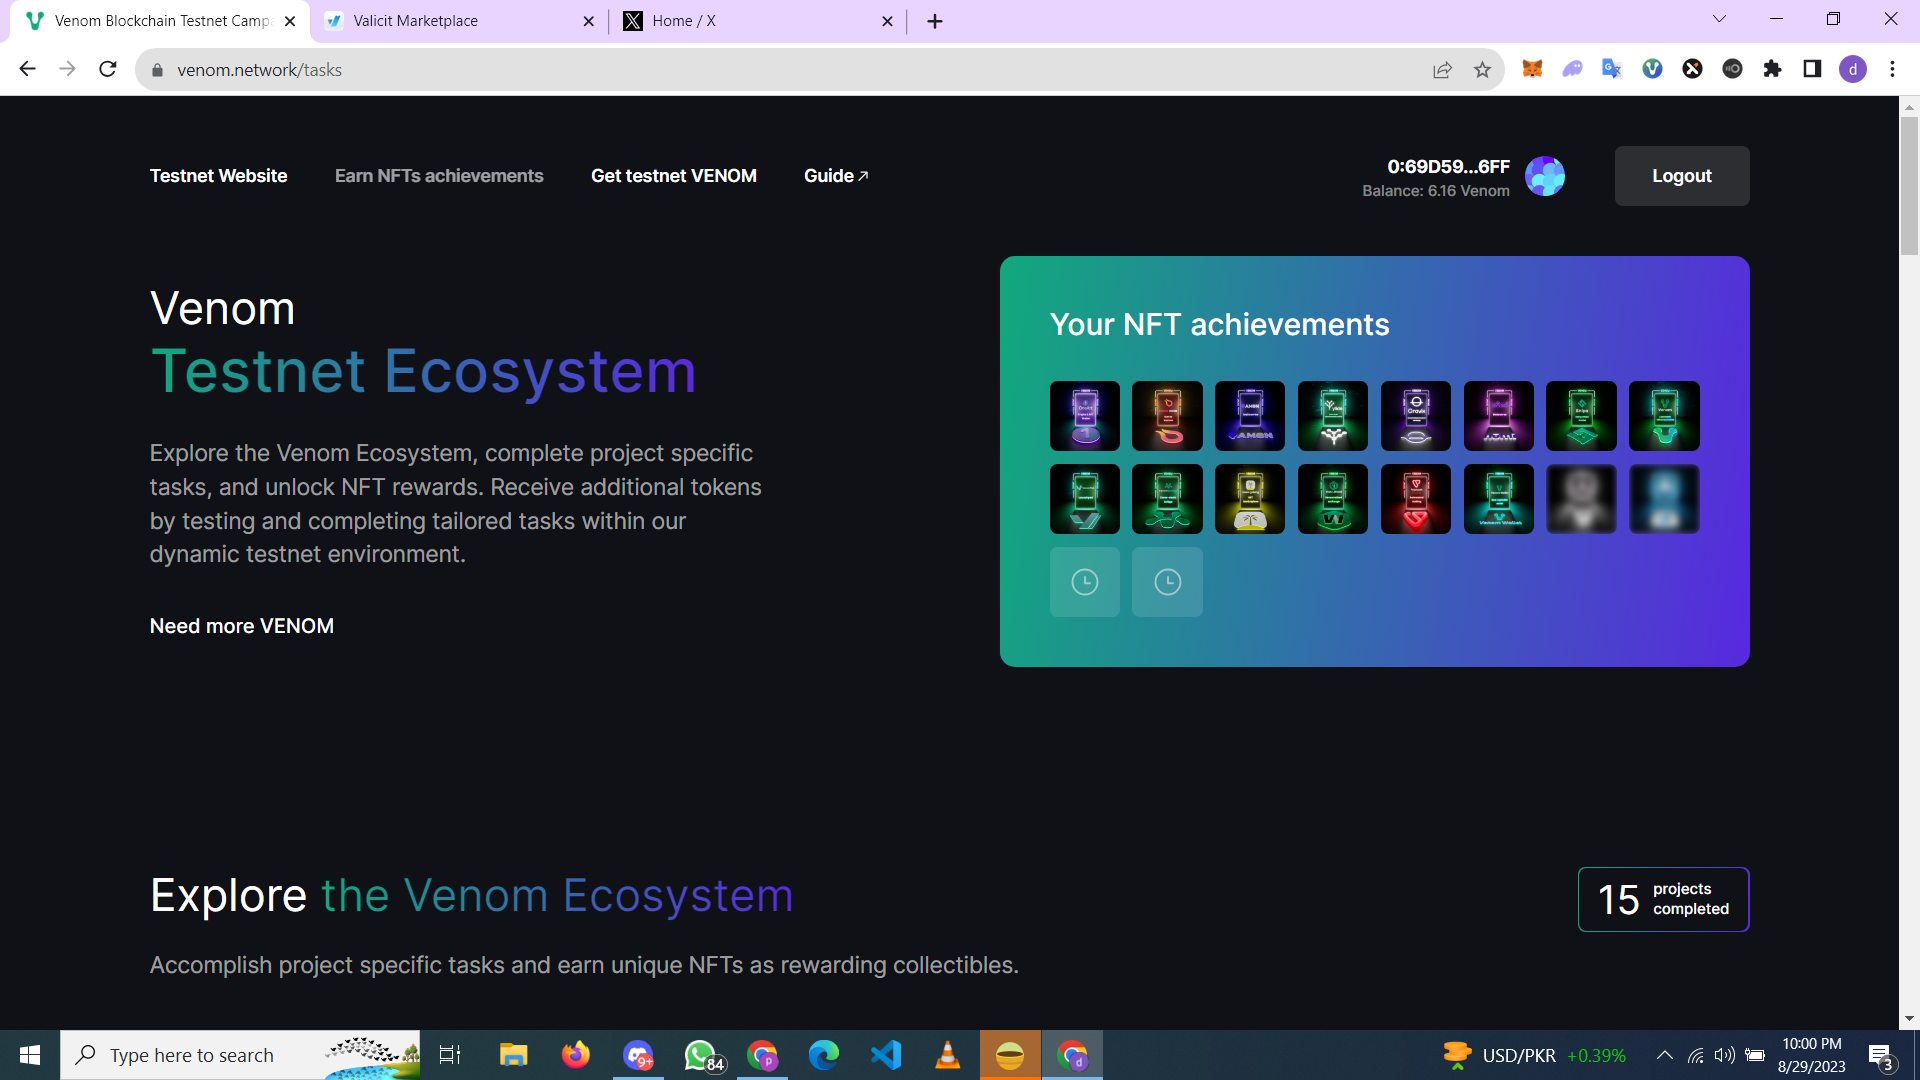 Venom Blockchain Testnet Camp
Valicit Marketplace
Home / X
venom.network/tasks
d
Testnet Website
Earn NFTs achievements
Get testnet VENOM
Guide
0:69D59...6FF
Balance: 6.16 Venom
Logout
Venom
Testnet Ecosystem
Explore the Venom Ecosystem, complete project specific
tasks, and unlock NFT rewards. Receive additional tokens
by testing and completing tailored tasks within our
dynamic testnet environment.
Need more VENOM
Your NFT achievements
Explore the Venom Ecosystem
15 projects
completed
Accomplish project specific tasks and earn unique NFTs as rewarding collectibles.
Type here to search
9+
84
p
d
USD/PKR +0.39%
10:00 PM
8/29/2023
3